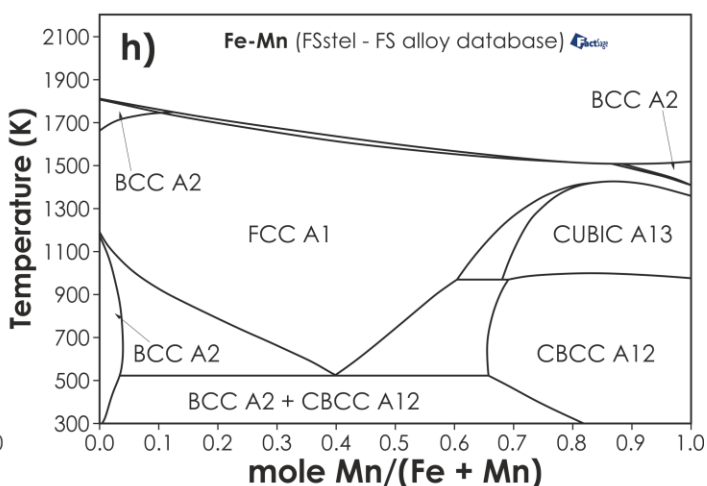 h)
Fe-Mn (FSstel - FS alloy database) FactSage
Temperature (K)
2100
1900
1700
1500
1300
1100
900
700
500
300
BCC A2
BCC A2
FCC A1
CUBIC A13
BCC A2
CBCC A12
BCC A2 + CBCC A12
0
0.0 0.1 0.2 0.3 0.4 0.5 0.6 0.7 0.8 0.9 1.0
mole Mn/(Fe + Mn)